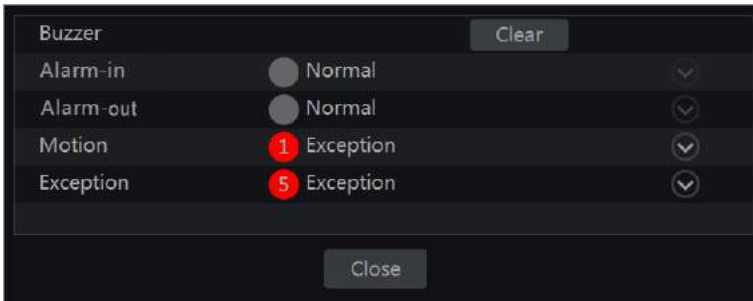 Buzzer Clear
Alarm-in Normal
Alarm-out Normal
Motion 1 Exception
Exception 5 Exception
Close